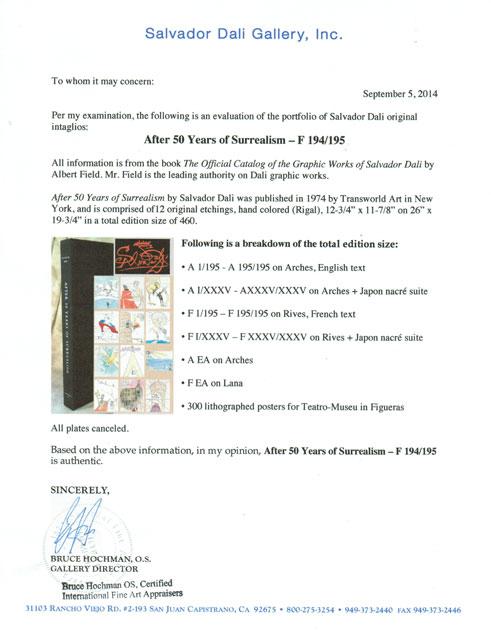 Salvador Dali Gallery, Inc.
To whom it may concern:
September 5, 2014
Per my examination, the following is an evaluation of the portfolio of Salvador Dali original
intaglios:
After 50 Years of Surrealism – F 194/195
All information is from the book The Official Catalog of the Graphic Works of Salvador Dali by
Albert Field. Mr. Field is the leading authority on Dali graphic works.
After 50 Years of Surrealism by Salvador Dali was published in 1974 by Transworld Art in New
York, and is comprised of12 original etchings, hand colored (Rigal), 12-3/4" x 11-7/8" on 26" x
19-3/4" in a total edition size of 460.
AFTER 50 YEARS OF SURREALISM
Following is a breakdown of the total edition size:
• A 1/195 - A 195/195 on Arches, English text
• A I/XXXV - AXXXV/XXXV on Arches + Japon nacré suite
• F 1/195 – F 195/195 on Rives, French text
• F I/XXXV – F XXXV/XXXV on Rives + Japon nacré suite
• A EA on Arches
• F EA on Lana
• 300 lithographed posters for Teatro-Museu in Figueras
All plates canceled.
Based on the above information, in my opinion, After 50 Years of Surrealism – F 194/195
is authentic.
SINCERELY,
BRUCE HOCHMAN, O.S.
GALLERY DIRECTOR
Bruce Hochman OS, Certified
International Fine Art Appraisers
31103 RANCHO VIEJO RD. #2-193 SAN JUAN CAPISTRANO, CA 92675 • 800-275-3254 • 949-373-2440 FAX 949-373-2446